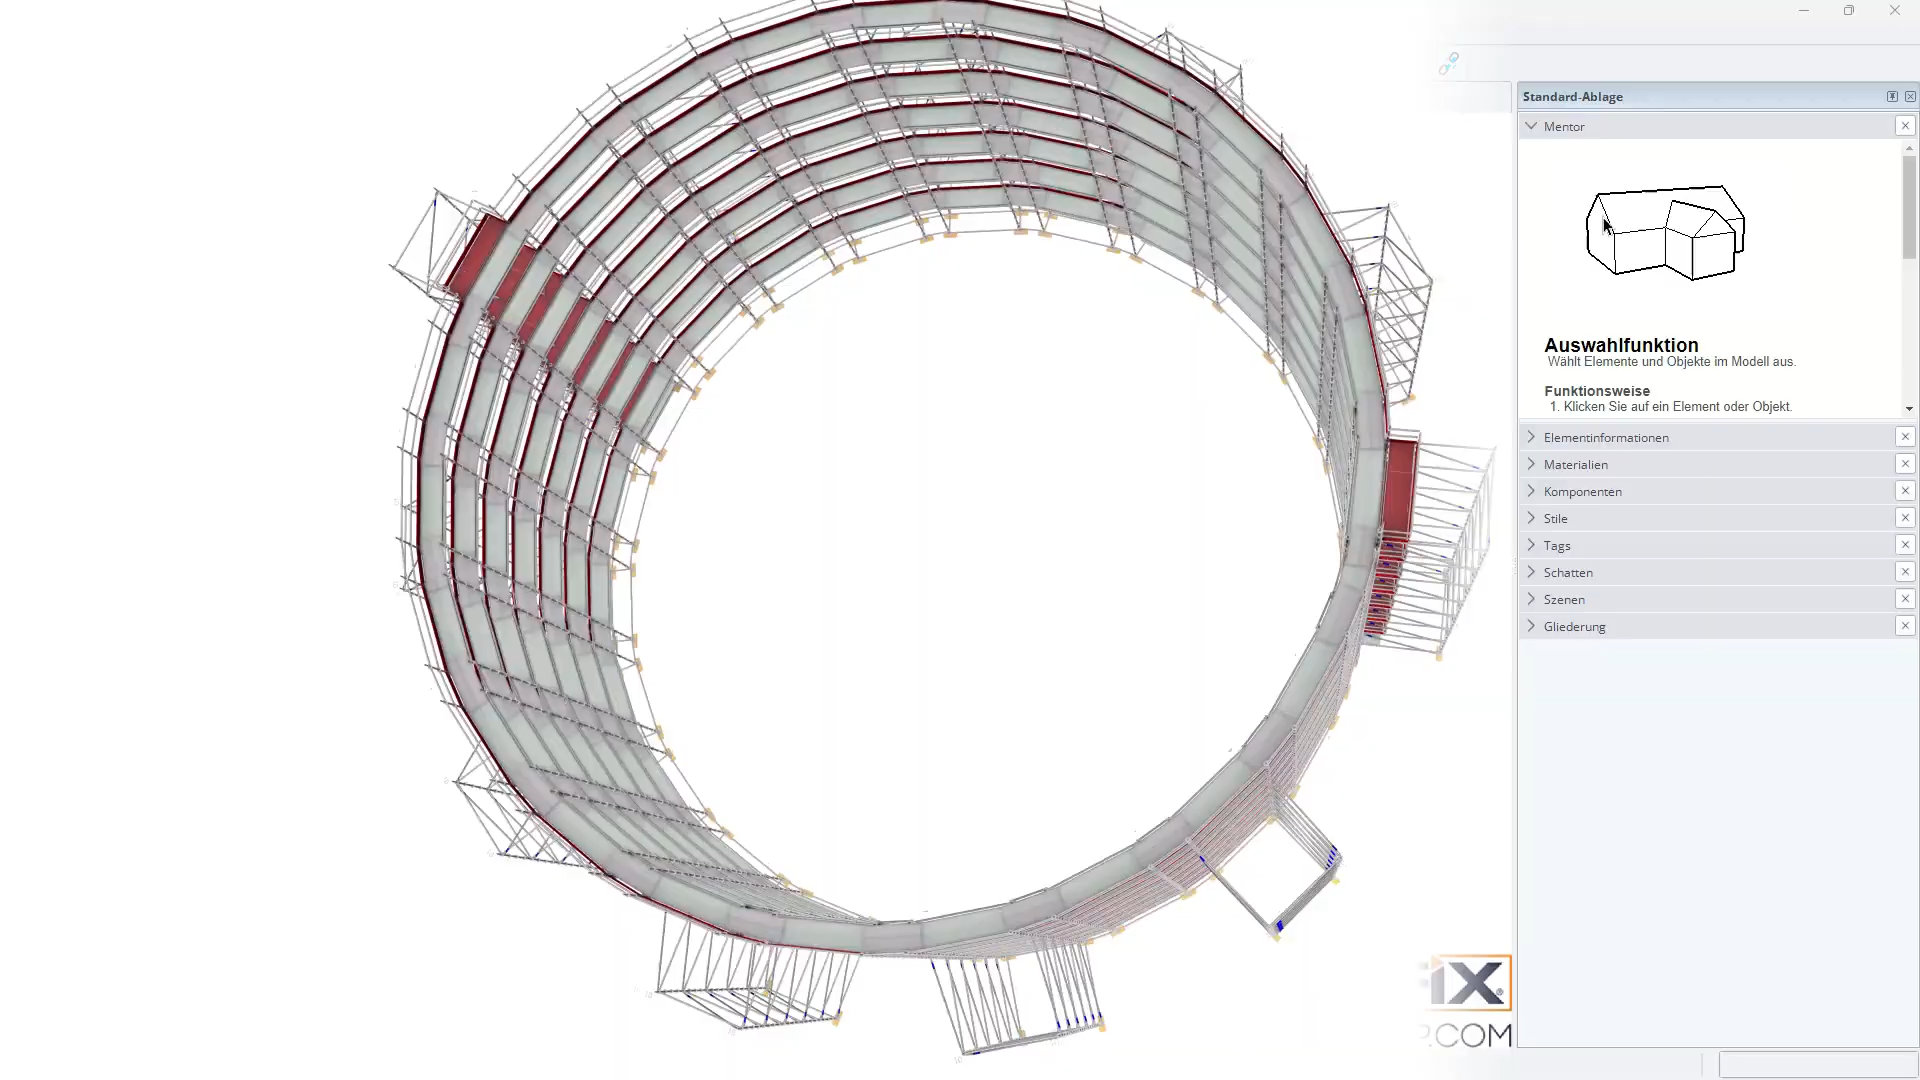 Standard-Ablage
Mentor
Auswahlfunktion
Wählt Elemente und Objekte im Modell aus.
Funktionsweise
1. Klicken Sie auf ein Element oder Objekt.
Elementinformationen
Materialien
Komponenten
Stile
Tags
Schatten
Szenen
Gliederung
iX
.COM